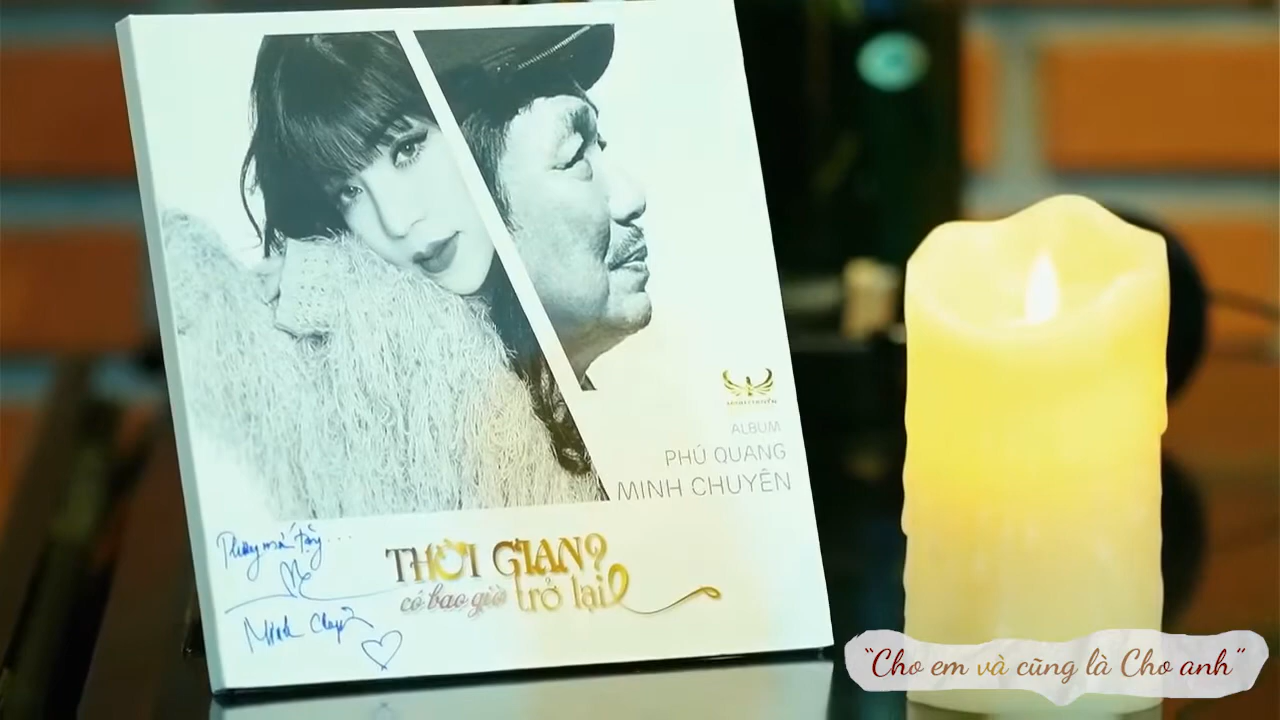 ALBUM
PHÚ QUANG
MINH CHUYÊN
THỜI GIAN?
có bao giờ trở lại
Minh
"Cho em và cũng là Cho anh"